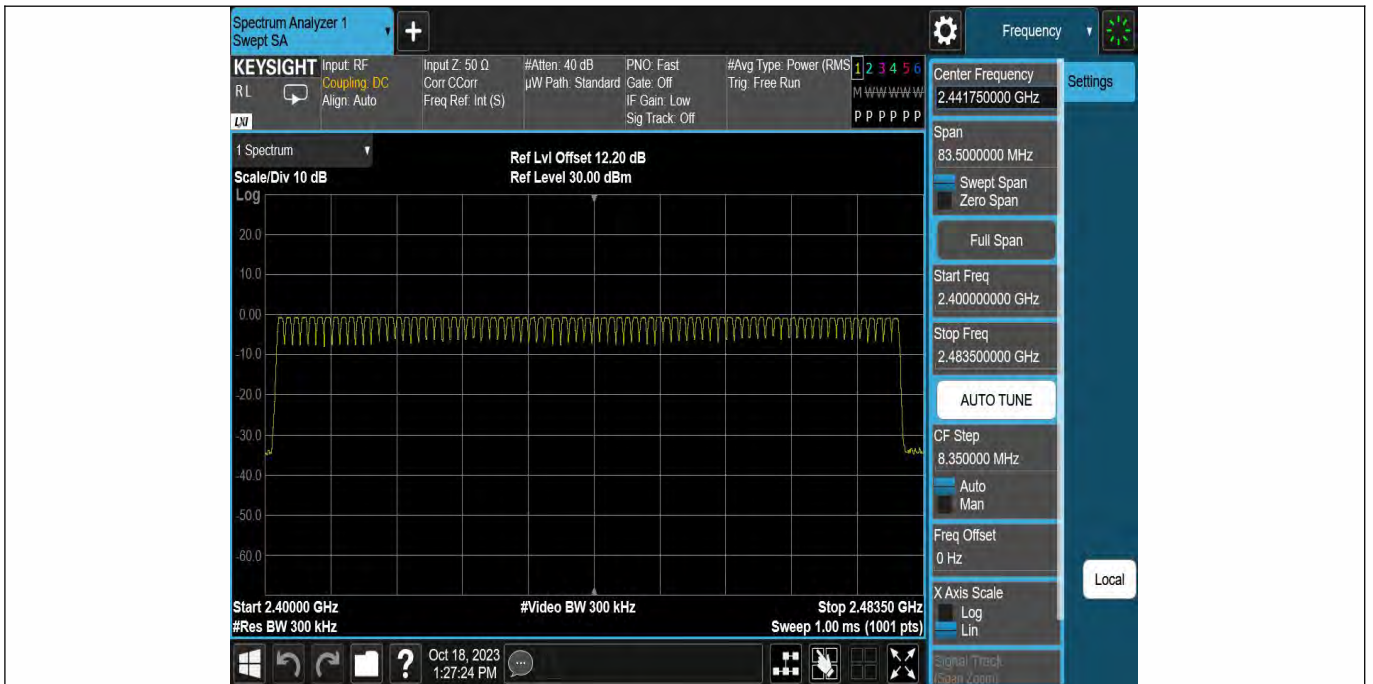 Spectrum Analyzer 1
Swept SA
+
Frequency
KEYSIGHT
RL
LXI
Input: RF
Coupling: DC
Align: Auto
Input Z: 50 Ω
Corr CCorr
Freq Ref: Int (S)
#Atten: 40 dB
µW Path: Standard
PNO: Fast
Gate: Off
IF Gain: Low
Sig Track: Off
#Avg Type: Power (RMS
Trig: Free Run
1 2 3 4 5 6
M W W W W W
P P P P P P
1 Spectrum
Scale/Div 10 dB
Ref Lvl Offset 12.20 dB
Ref Level 30.00 dBm
Log
20.0
10.0
0.00
-10.0
-20.0
-30.0
-40.0
-50.0
-60.0
Start 2.40000 GHz
#Res BW 300 kHz
#Video BW 300 kHz
Stop 2.48350 GHz
Sweep 1.00 ms (1001 pts)
Center Frequency
2.441750000 GHz
Settings
Span
83.5000000 MHz
Swept Span
Zero Span
Full Span
Start Freq
2.400000000 GHz
Stop Freq
2.483500000 GHz
AUTO TUNE
CF Step
8.350000 MHz
Auto
Man
Freq Offset
0 Hz
X Axis Scale
Log
Lin
Local
Signal Track
(Span Zoom)
?
Oct 18, 2023
1:27:24 PM